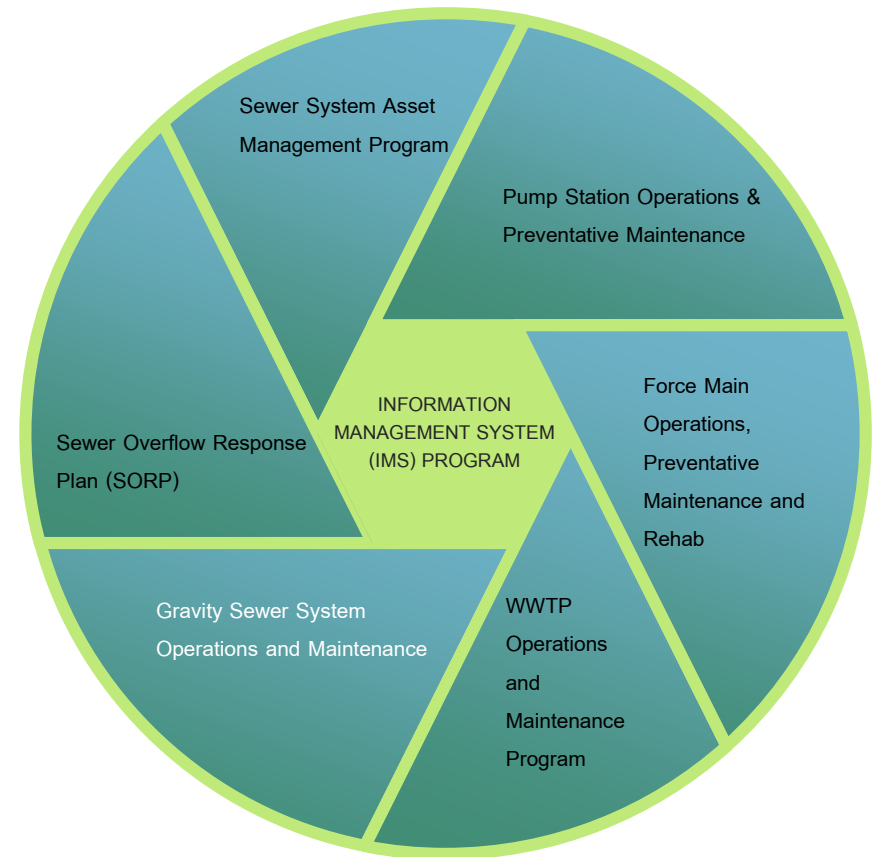 Sewer System Asset
Management Program
Pump Station Operations &
Preventative Maintenance
Force Main
Operations,
Preventative
Maintenance and
Rehab
WWTP
Operations
and
Maintenance
Program
Gravity Sewer System
Operations and Maintenance
Sewer Overflow Response
Plan (SORP)
INFORMATION
MANAGEMENT SYSTEM
(IMS) PROGRAM